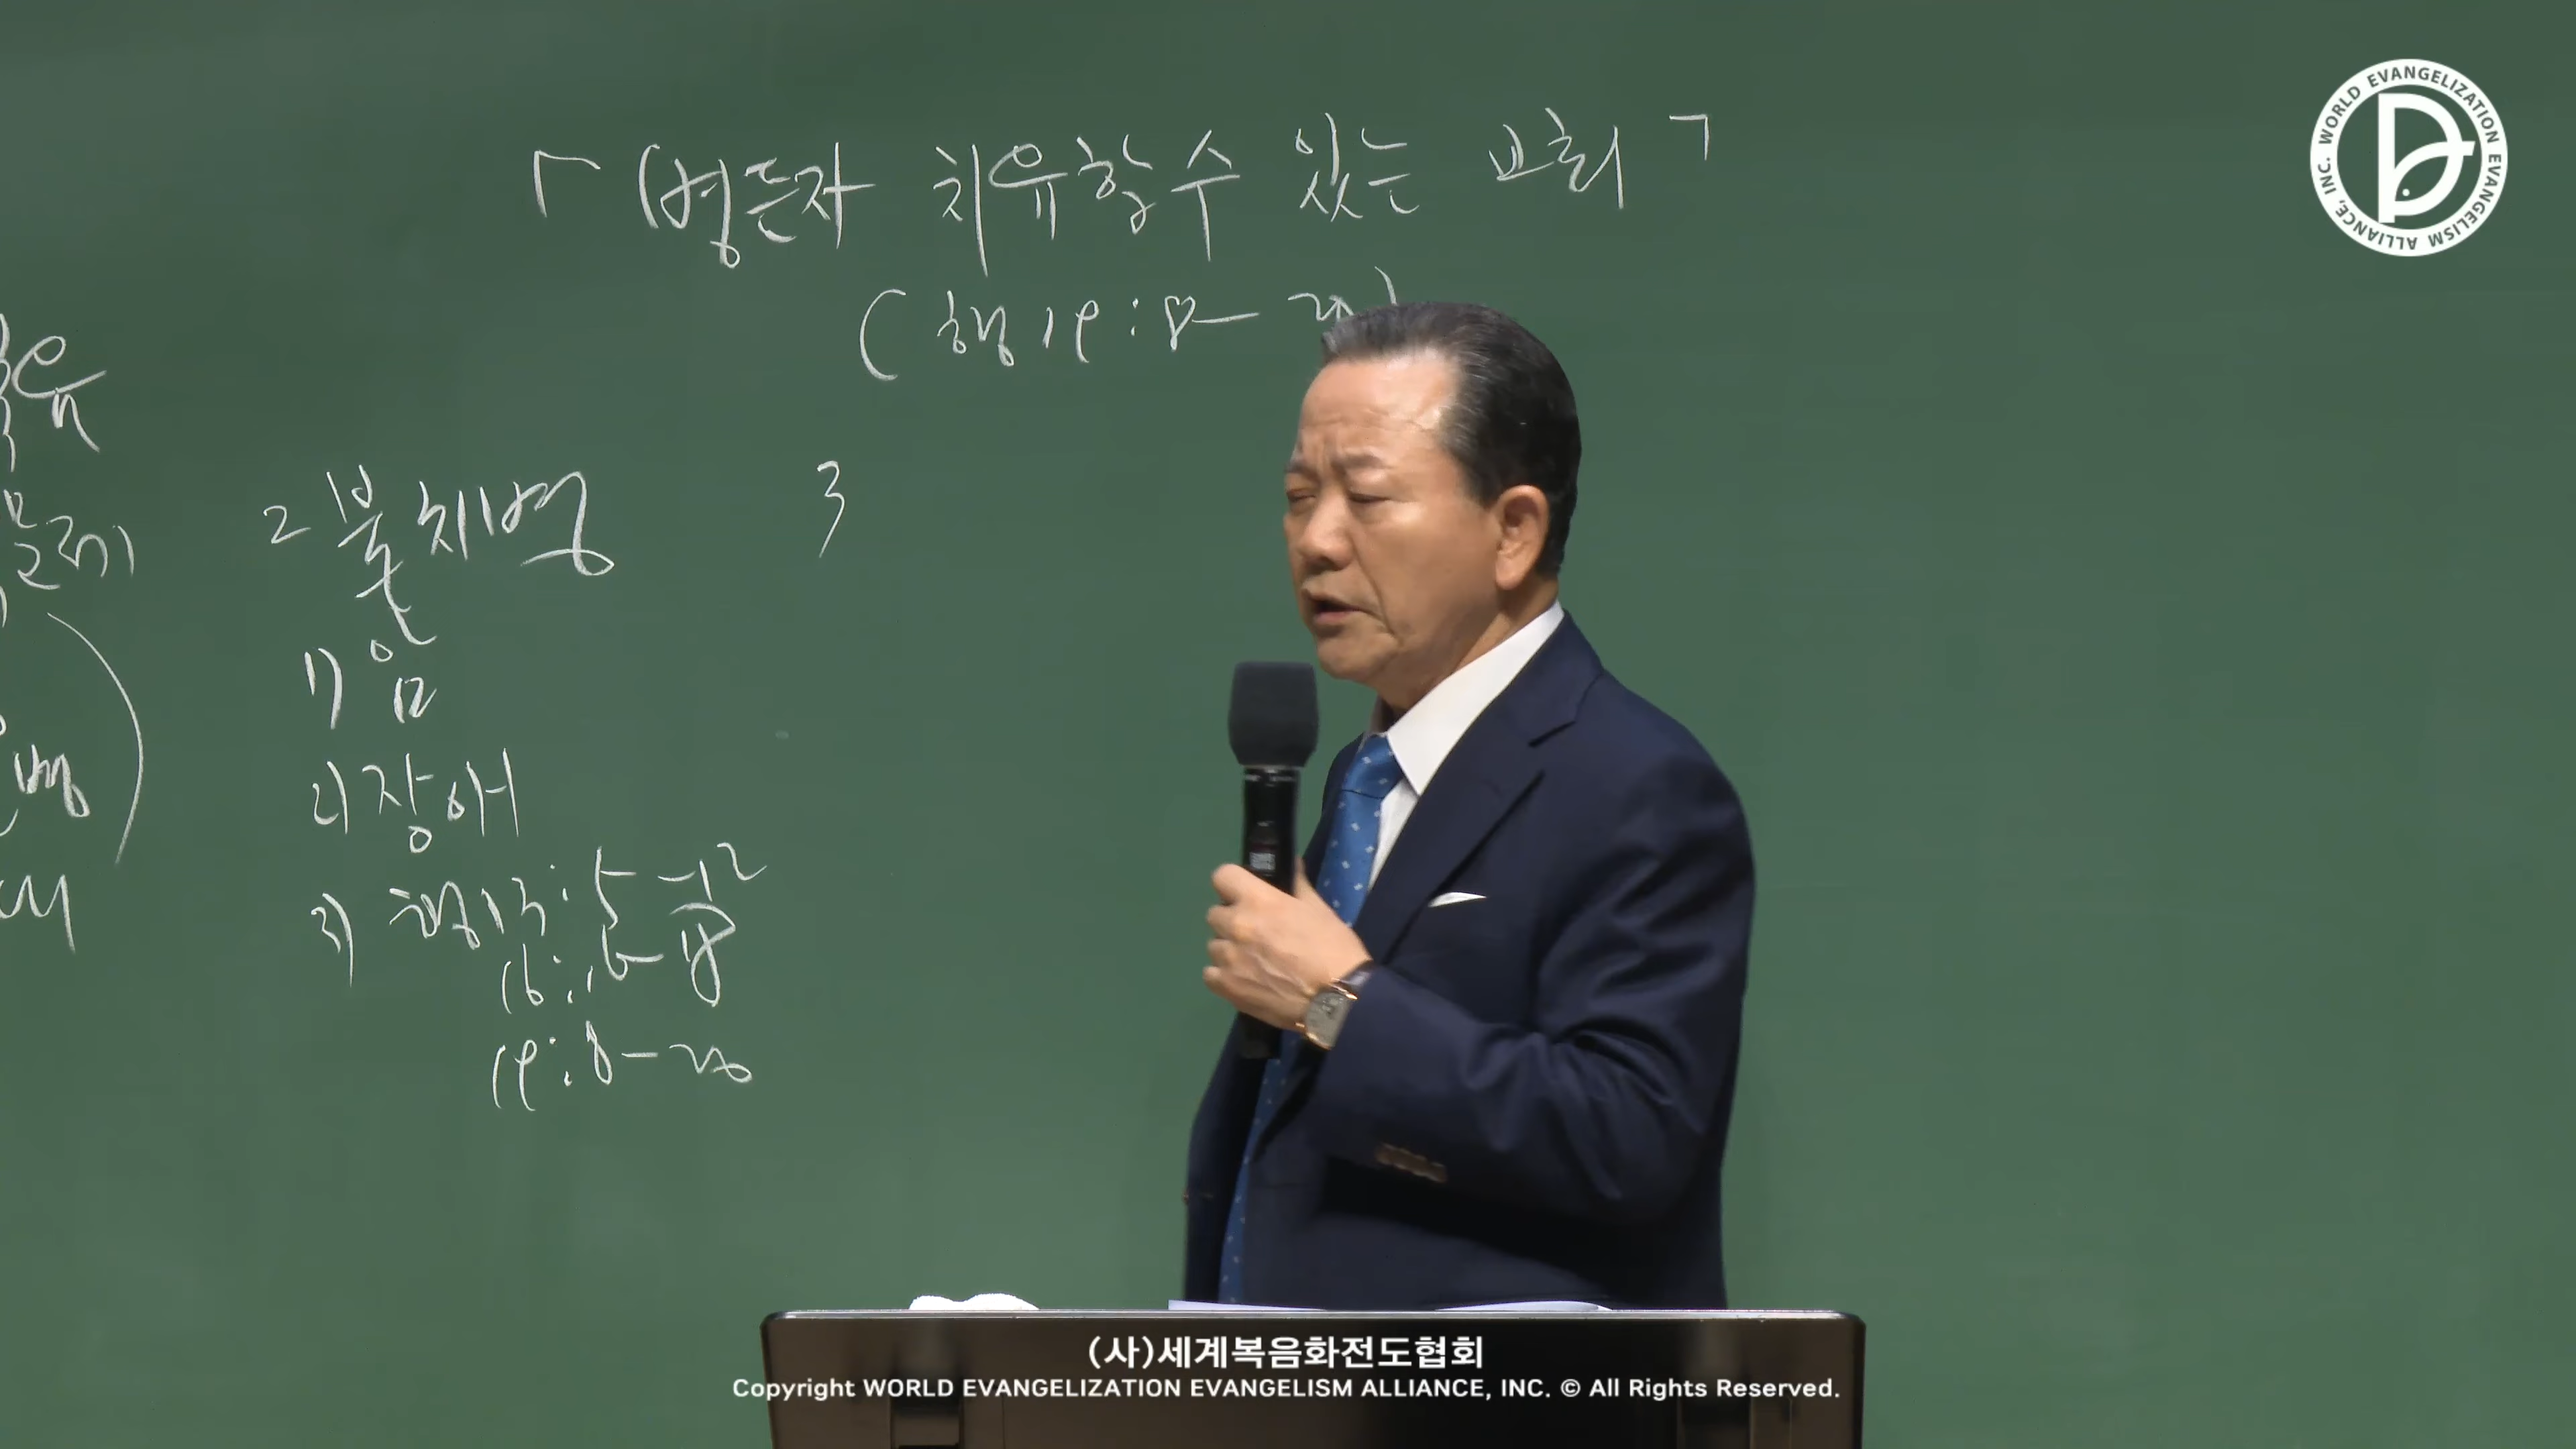 「병든자 치유할수 있는 교회」
(행19:8-20)
2 불치병
3
1) 암
2) 장애
3) 행13:5-12
16:16-18
19:8-20
WORLD EVANGELIZATION EVANGELISM ALLIANCE, INC.
(사)세계복음화전도협회
Copyright WORLD EVANGELIZATION EVANGELISM ALLIANCE, INC. © All Rights Reserved.